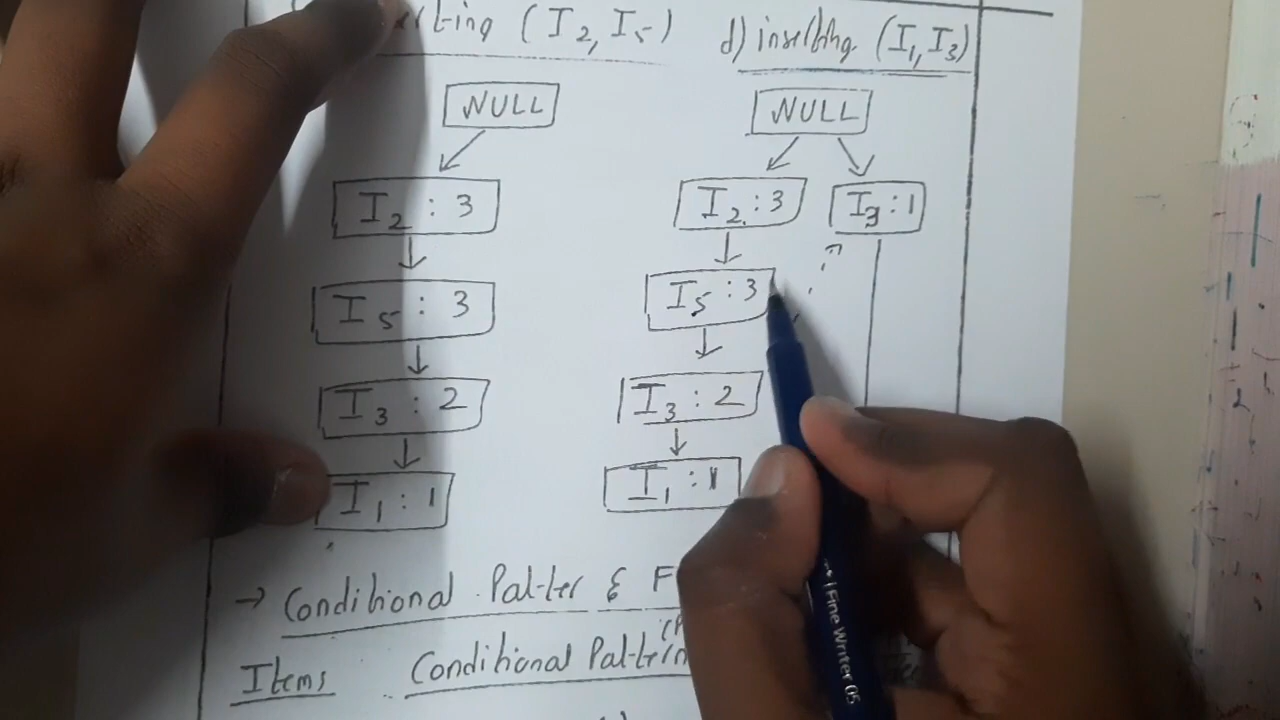 (I2, I5)
d) inserting (I1, I3)
NULL
I2 : 3
I5 : 3
I3 : 2
I1 : 1
NULL
I2 : 3
I3 : 1
I5 : 3
I3 : 2
I1 : 1
→ Conditional Patter & F
Items Conditional Pattern
Fine Writer 05